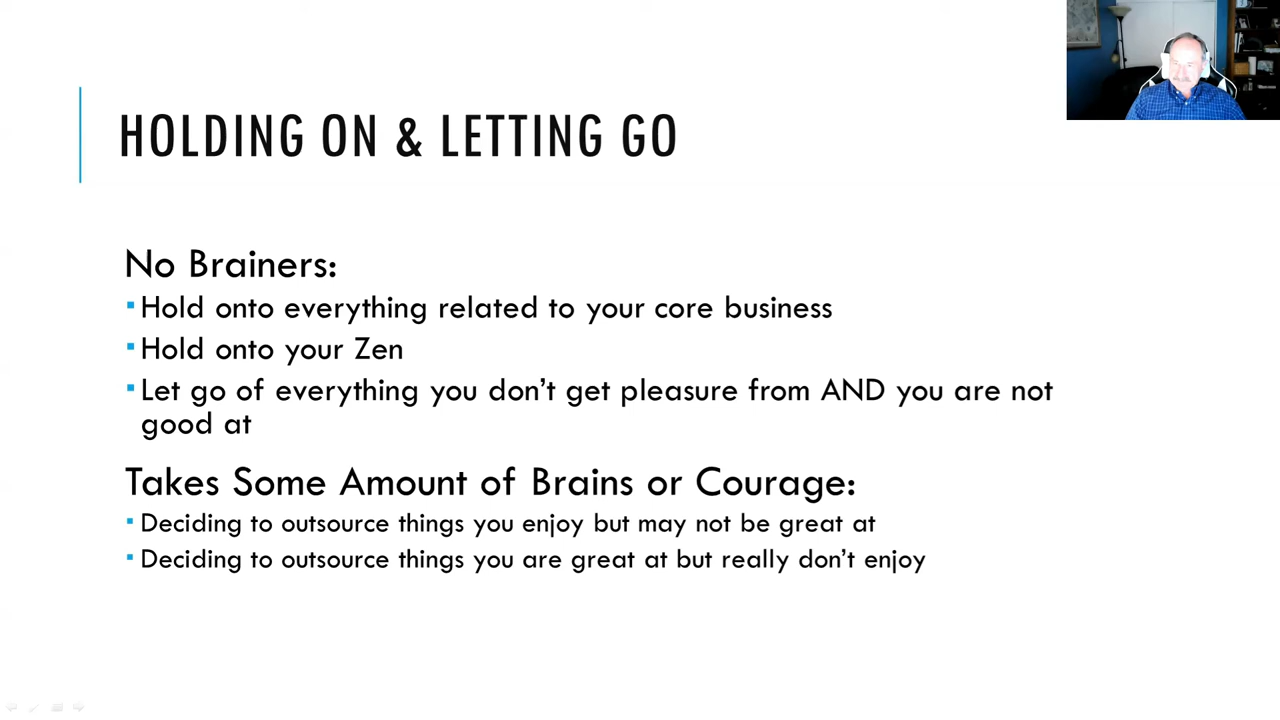 HOLDING ON & LETTING GO
No Brainers:
Hold onto everything related to your core business
Hold onto your Zen
Let go of everything you don’t get pleasure from AND you are not
good at
Takes Some Amount of Brains or Courage:
Deciding to outsource things you enjoy but may not be great at
Deciding to outsource things you are great at but really don’t enjoy